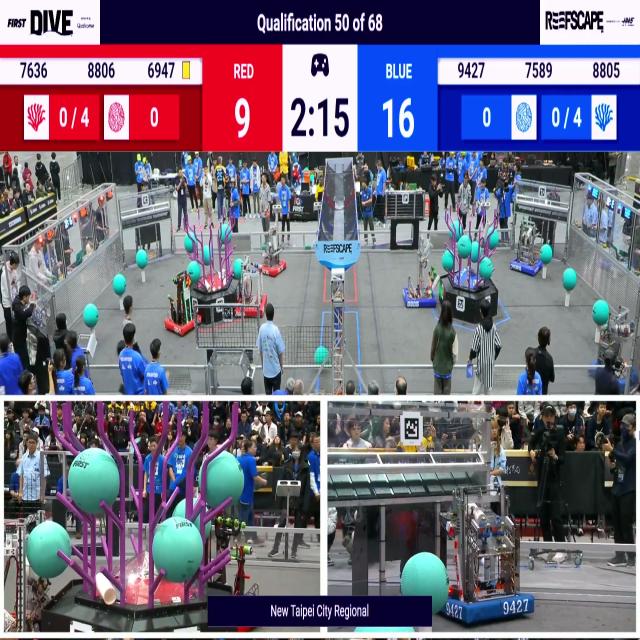 FIRST DIVE
Qualification 50 of 68
REEFSCAPE
7636 8806 6947
RED
9
BLUE
16
9427 7589 8805
0 / 4
0
2:15
0
0 / 4
REEFSCAPE
FIRST
FIRST
9427
9427
New Taipei City Regional